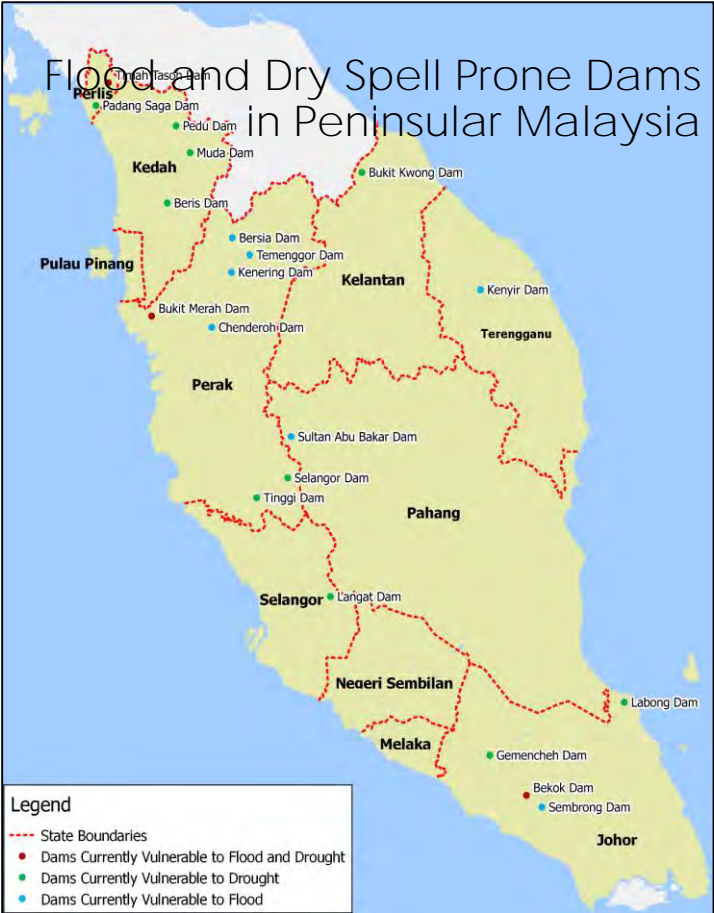 Flood and Dry Spell Prone Dams
in Peninsular Malaysia
Timah Tasoh Dam
Perlis
Padang Saga Dam
Pedu Dam
Muda Dam
Kedah
Bukit Kwong Dam
Beris Dam
Bersia Dam
Temenggor Dam
Pulau Pinang
Kenering Dam
Kelantan
Kenyir Dam
Bukit Merah Dam
Chenderoh Dam
Terengganu
Perak
Sultan Abu Bakar Dam
Selangor Dam
Tinggi Dam
Pahang
Selangor
Langat Dam
Negeri Sembilan
Labong Dam
Melaka
Gemencheh Dam
Bekok Dam
Sembrong Dam
Johor
Legend
State Boundaries
Dams Currently Vulnerable to Flood and Drought
Dams Currently Vulnerable to Drought
Dams Currently Vulnerable to Flood